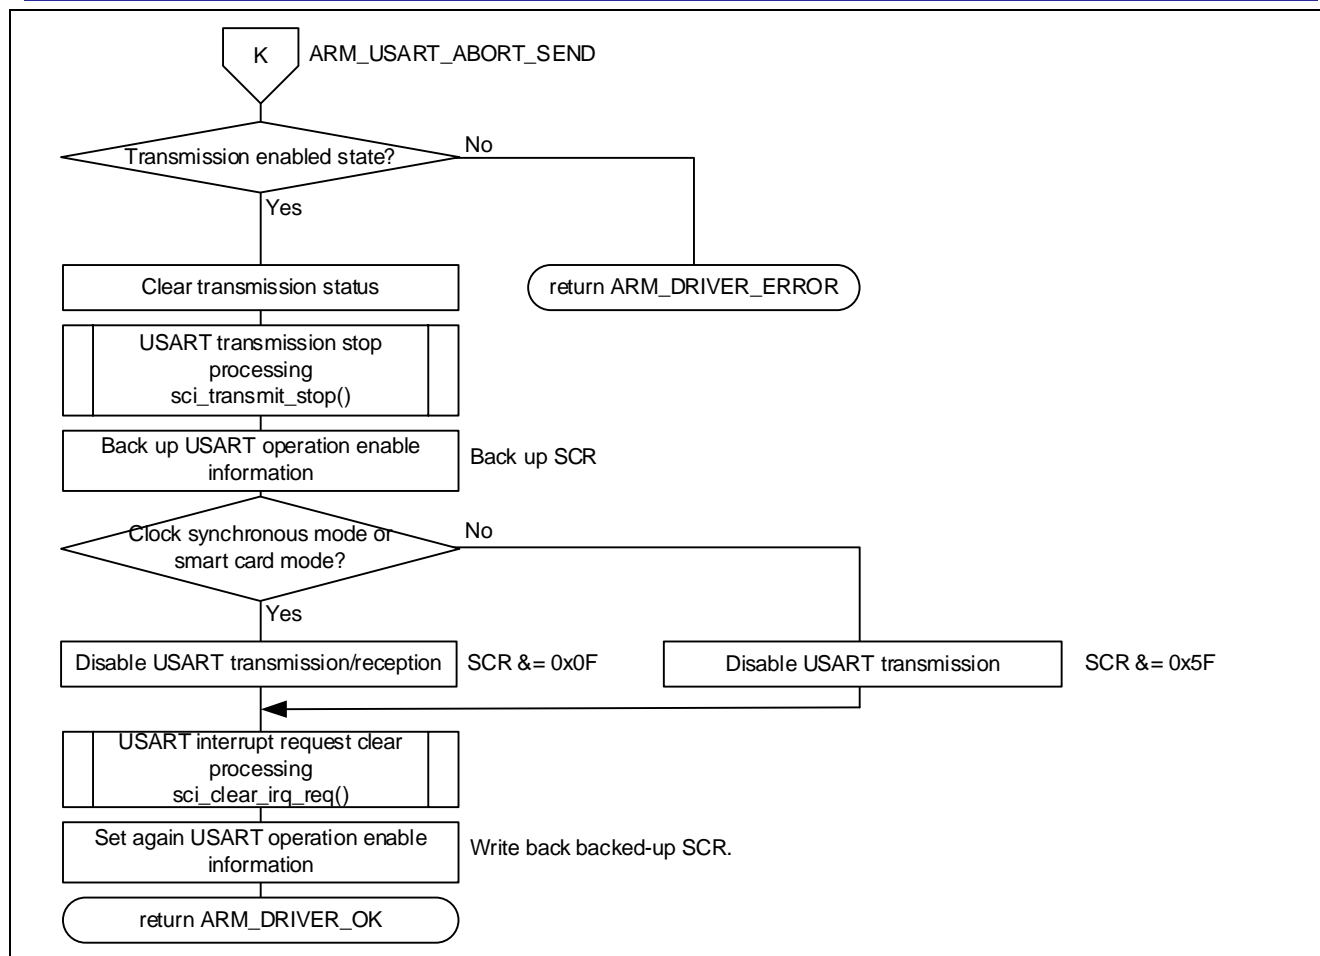 K
ARM_USART_ABORT_SEND
Transmission enabled state?
No
Yes
Clear transmission status
return ARM_DRIVER_ERROR
USART transmission stop
processing
sci_transmit_stop()
Back up USART operation enable
information
Back up SCR
Clock synchronous mode or
smart card mode?
No
Yes
Disable USART transmission/reception
SCR &= 0x0F
Disable USART transmission
SCR &= 0x5F
USART interrupt request clear
processing
sci_clear_irq_req()
Set again USART operation enable
information
Write back backed-up SCR.
return ARM_DRIVER_OK